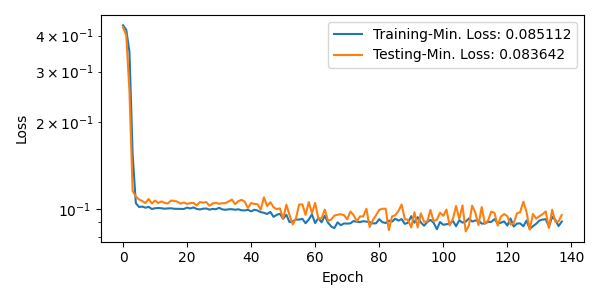 Training-Min. Loss: 0.085112
Testing-Min. Loss: 0.083642
4 × 10⁻¹
3 × 10⁻¹
2 × 10⁻¹
10⁻¹
Loss
0 20 40 60 80 100 120 140
Epoch